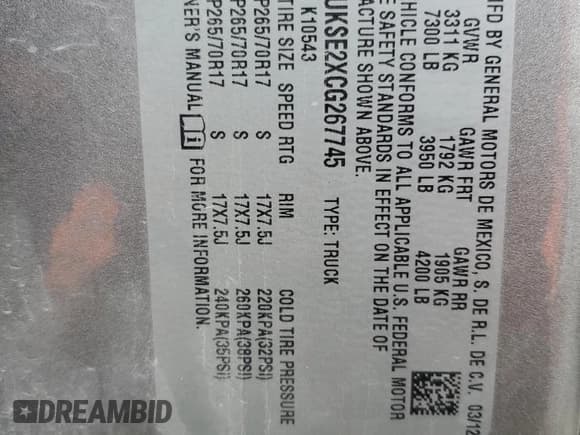 MFD BY GENERAL MOTORS DE MEXICO, S. DE R.L. DE C.V. 03/12
GVWR GAWR FRT GAWR RR
3311 KG 1792 KG 1905 KG
7300 LB 3950 LB 4200 LB
HICLE CONFORMS TO ALL APPLICABLE U.S. FEDERAL MOTOR
E SAFETY STANDARDS IN EFFECT ON THE DATE OF
ACTURE SHOWN ABOVE.
UKSE2XCG267745 TYPE: TRUCK
K10543
TIRE SIZE SPEED RTG RIM COLD TIRE PRESSURE
P265/70R17 S 17X7.5J 220KPA(32PSI)
P265/70R17 S 17X7.5J 260KPA(38PSI)
P265/70R17 S 17X7.5J 240KPA(35PSI)
NER'S MANUAL FOR MORE INFORMATION.
DREAMBID